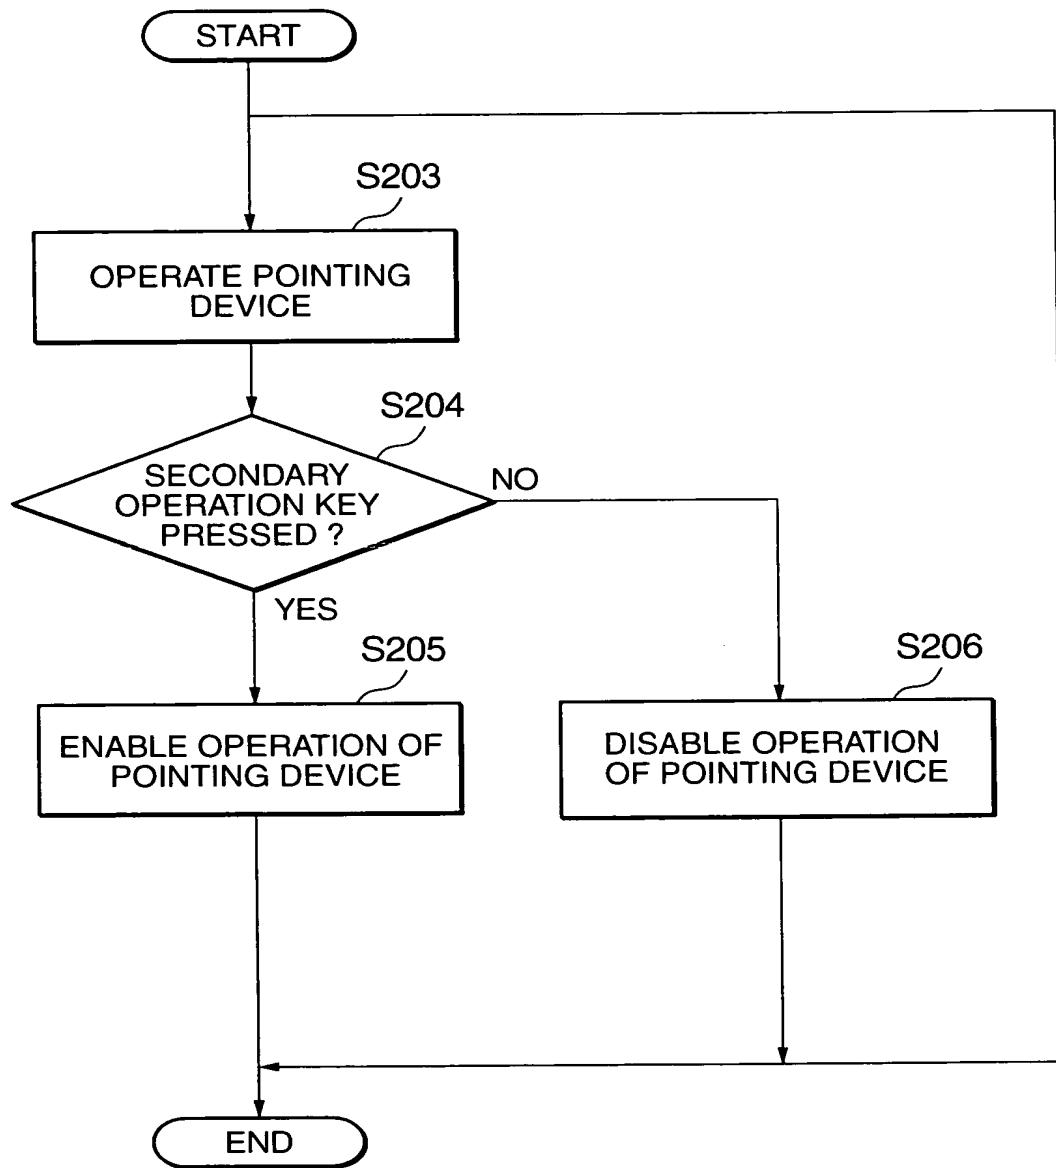 START
S203
OPERATE POINTING
DEVICE
S204
SECONDARY
OPERATION KEY
PRESSED ?
NO
YES
S205
ENABLE OPERATION OF
POINTING DEVICE
S206
DISABLE OPERATION
OF POINTING DEVICE
END